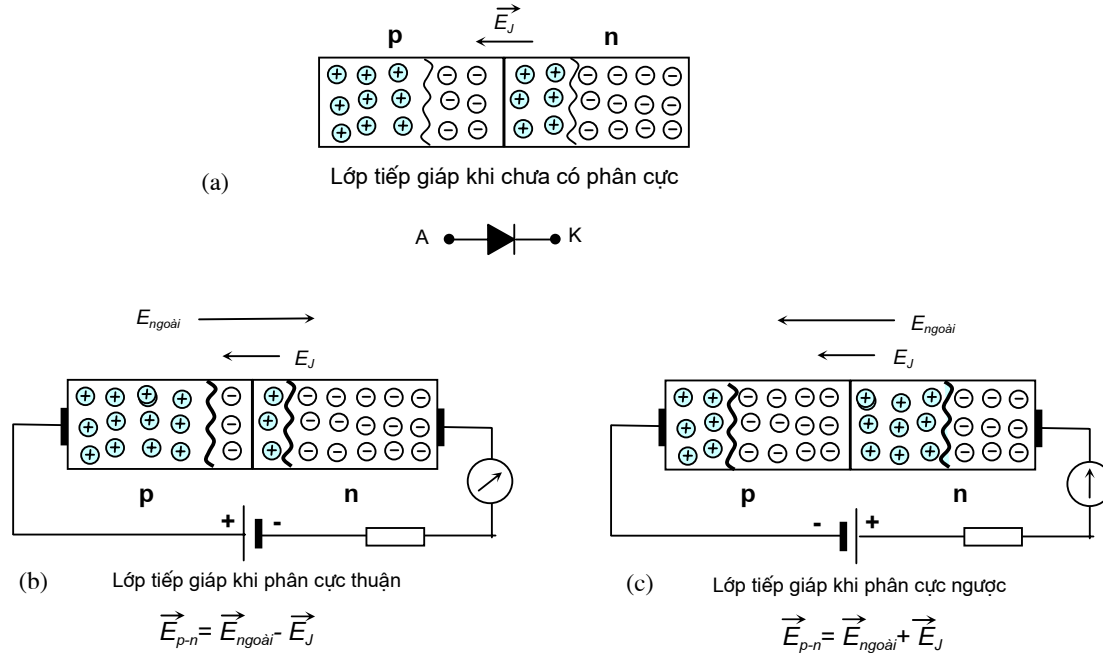 E_J
p n
(a) Lớp tiếp giáp khi chưa có phân cực
A K
E_ngoài
E_J
p n
+ -
(b) Lớp tiếp giáp khi phân cực thuận
E_p-n = E_ngoài - E_J
E_ngoài
E_J
p n
- +
(c) Lớp tiếp giáp khi phân cực ngược
E_p-n = E_ngoài + E_J